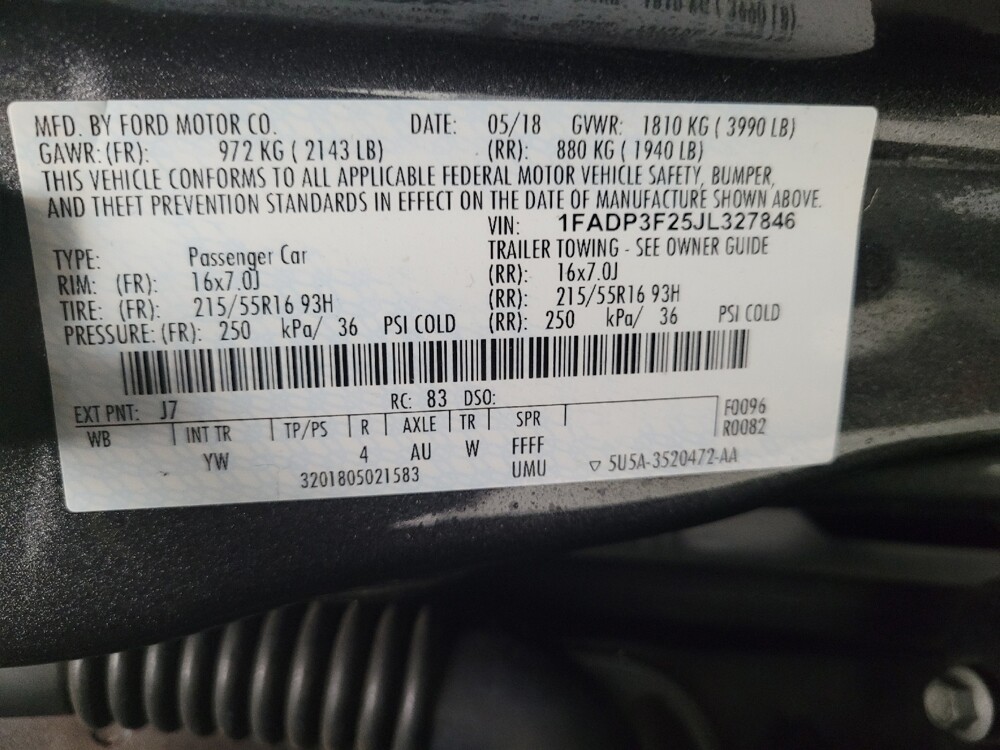 MFD. BY FORD MOTOR CO. DATE: 05/18 GVWR: 1810 KG ( 3990 LB)
GAWR: (FR): 972 KG ( 2143 LB) (RR): 880 KG ( 1940 LB)
THIS VEHICLE CONFORMS TO ALL APPLICABLE FEDERAL MOTOR VEHICLE SAFETY, BUMPER,
AND THEFT PREVENTION STANDARDS IN EFFECT ON THE DATE OF MANUFACTURE SHOWN ABOVE.
VIN: 1FADP3F25JL327846
TYPE: Passenger Car TRAILER TOWING - SEE OWNER GUIDE
RIM: (FR): 16x7.0J (RR): 16x7.0J
TIRE: (FR): 215/55R16 93H (RR): 215/55R16 93H
PRESSURE: (FR): 250 kPa/ 36 PSI COLD (RR): 250 kPa/ 36 PSI COLD
EXT PNT: J7 RC: 83 DSO:
WB INT TR TP/PS R AXLE TR SPR F0096
R0082
YW 4 AU W FFFF
3201805021583 UMU ▽ 5U5A-3520472-AA